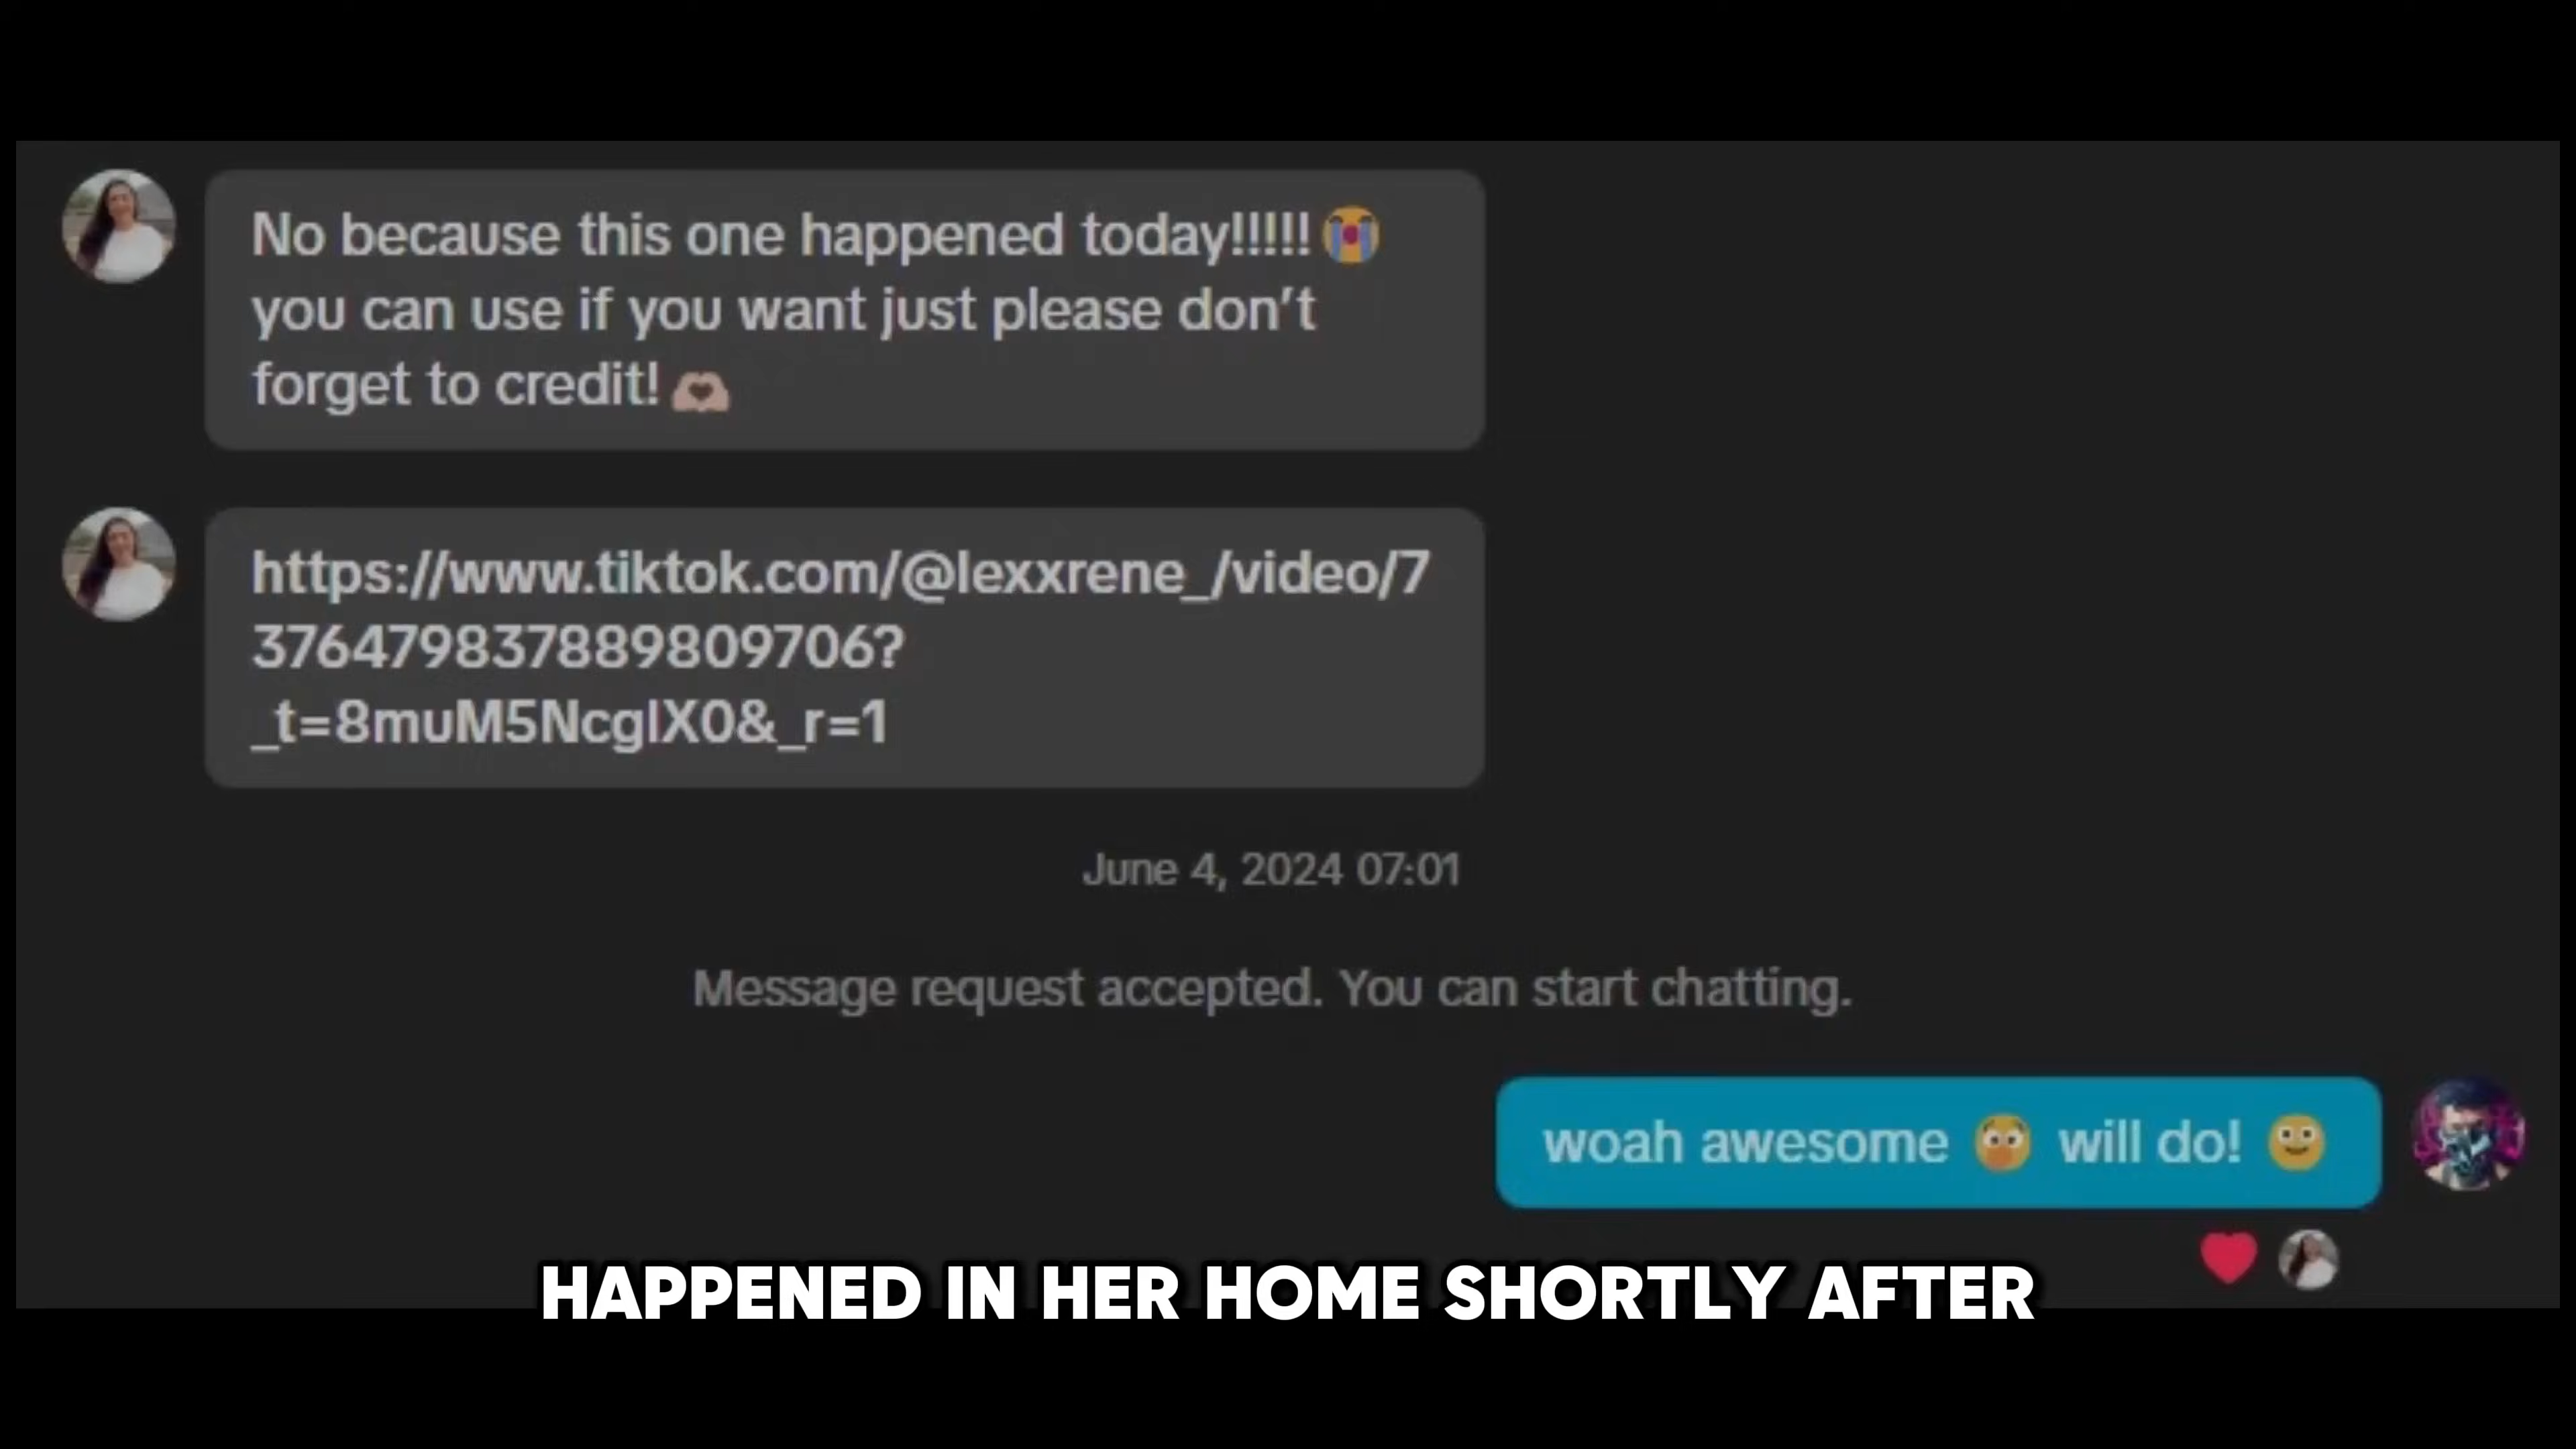 No because this one happened today!!!!!😭
you can use if you want just please don't
forget to credit!🫶🏼
https://www.tiktok.com/@lexxrene_/video/7
376479837889809706?
_t=8muM5NcglX0&_r=1
June 4, 2024 07:01
Message request accepted. You can start chatting.
woah awesome 😨 will do! 🙂
HAPPENED IN HER HOME SHORTLY AFTER